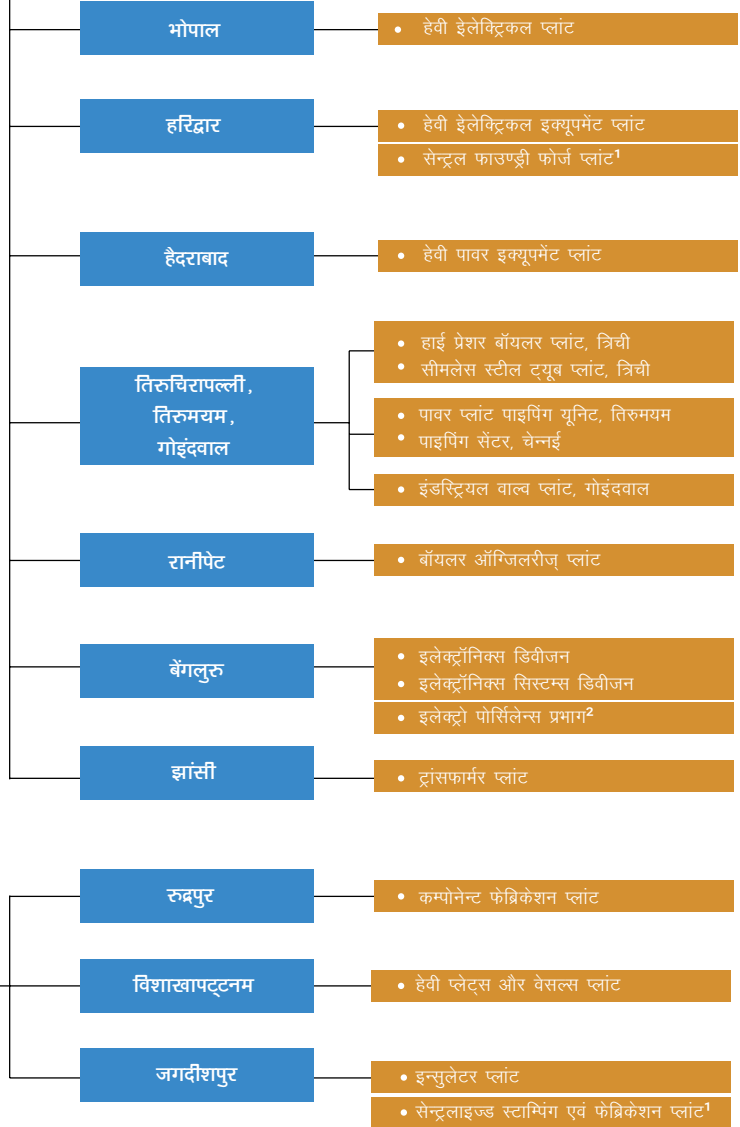 भोपाल
• हेवी इेलेक्ट्रिकल प्लांट
हरिद्वार
• हेवी इेलेक्ट्रिकल इक्यूपमेंट प्लांट
• सेन्ट्रल फाउण्ड्री फोर्ज प्लांट¹
हैदराबाद
• हेवी पावर इक्यूपमेंट प्लांट
तिरुचिरापल्ली,
तिरुमयम,
गोइंदवाल
• हाई प्रेशर बॉयलर प्लांट, त्रिची
• सीमलेस स्टील ट्यूब प्लांट, त्रिची
• पावर प्लांट पाइपिंग यूनिट, तिरुमयम
• पाइपिंग सेंटर, चेन्नई
• इंडस्ट्रियल वाल्व प्लांट, गोइंदवाल
रानीपेट
• बॉयलर ऑग्जिलरीज् प्लांट
बेंगलुरु
• इलेक्ट्रॉनिक्स डिवीजन
• इलेक्ट्रॉनिक्स सिस्टम्स डिवीजन
• इलेक्ट्रो पोर्सिलेन्स प्रभाग²
झांसी
• ट्रांसफार्मर प्लांट
रुद्रपुर
• कम्पोनेन्ट फेब्रिकेशन प्लांट
विशाखापट्टनम
• हेवी प्लेट्स और वेसल्स प्लांट
जगदीशपुर
• इन्सुलेटर प्लांट
• सेन्ट्रलाइज्ड स्टाम्पिंग एवं फेब्रिकेशन प्लांट¹